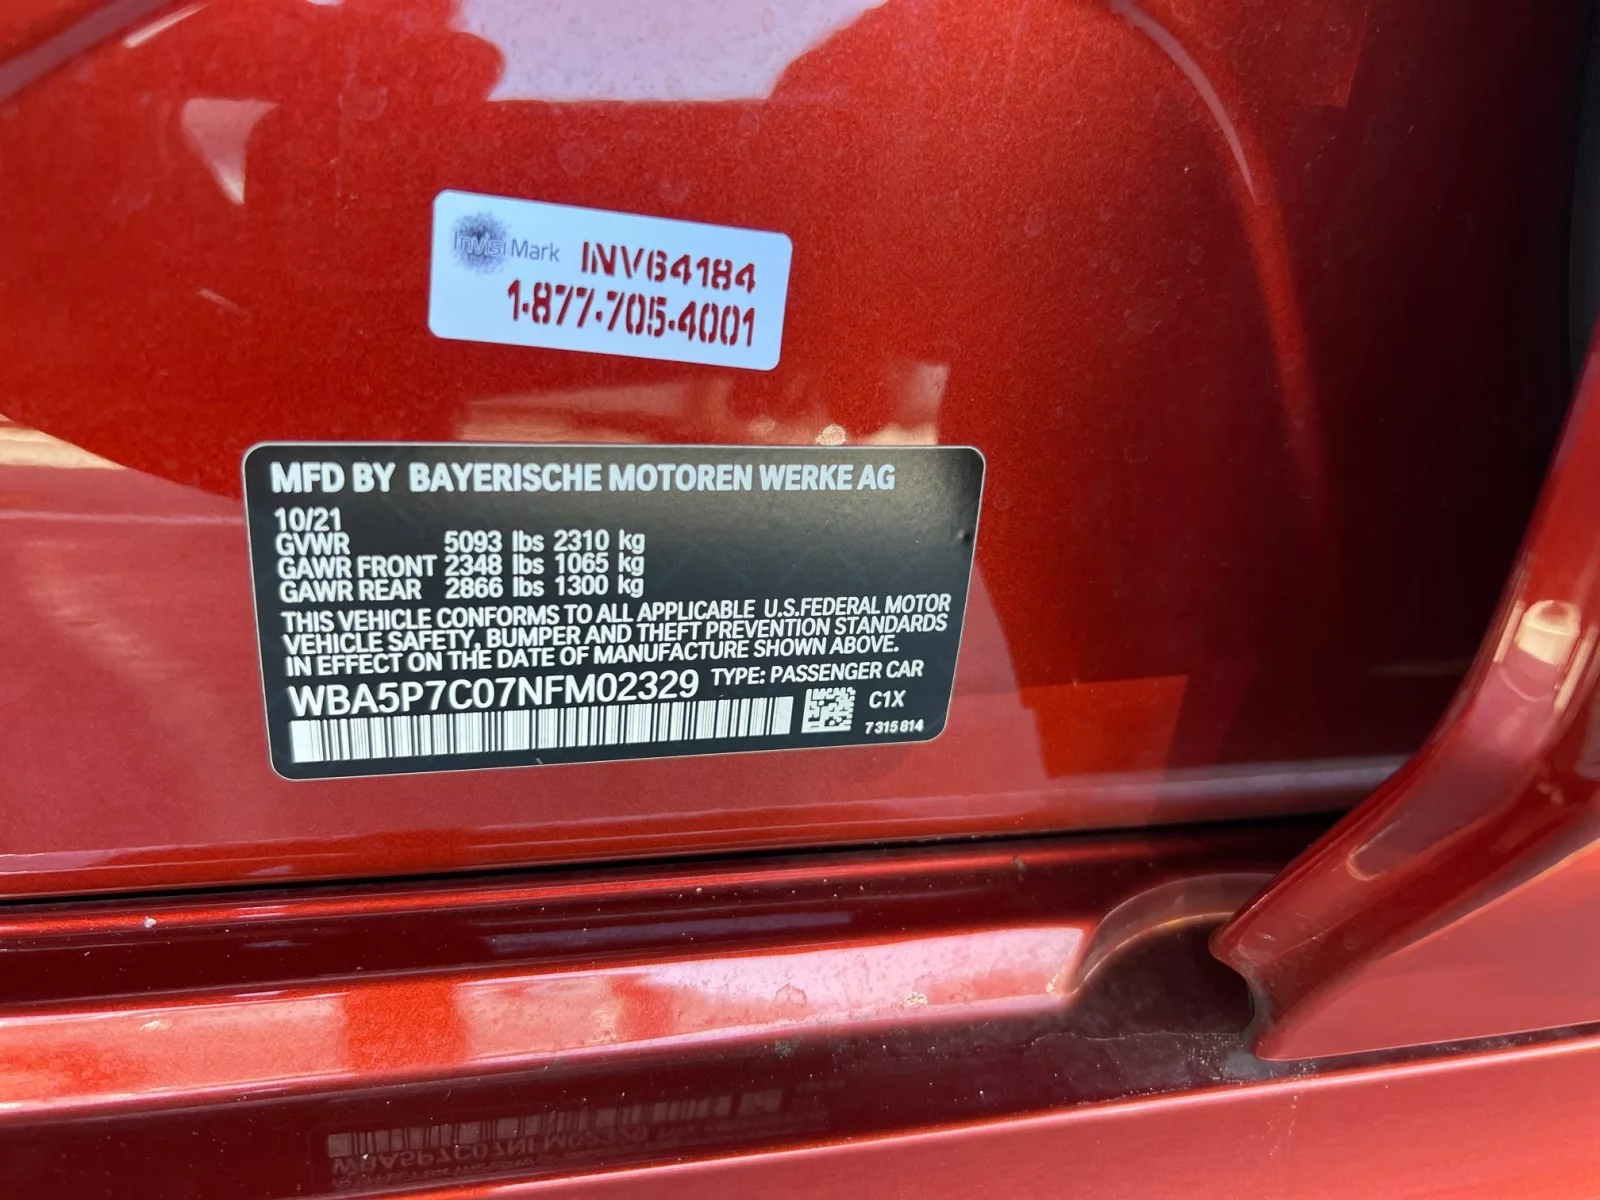 InvisiMark INV64184
1-877-705-4001
MFD BY BAYERISCHE MOTOREN WERKE AG
10/21
GVWR 5093 lbs 2310 kg
GAWR FRONT 2348 lbs 1065 kg
GAWR REAR 2866 lbs 1300 kg
THIS VEHICLE CONFORMS TO ALL APPLICABLE U.S.FEDERAL MOTOR
VEHICLE SAFETY, BUMPER AND THEFT PREVENTION STANDARDS
IN EFFECT ON THE DATE OF MANUFACTURE SHOWN ABOVE.
WBA5P7C07NFM02329 TYPE: PASSENGER CAR
C1X
7315814